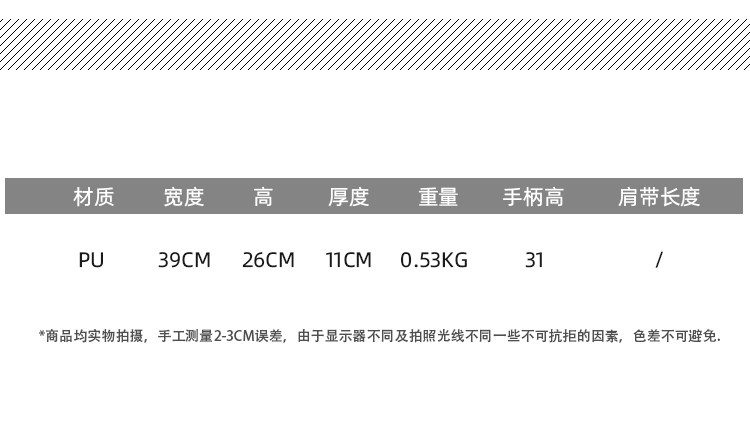 材质 宽度 高 厚度 重量 手柄高 肩带长度
PU 39CM 26CM 11CM 0.53KG 31 /
*商品均实物拍摄，手工测量2-3CM误差，由于显示器不同及拍照光线不同一些不可抗拒的因素，色差不可避免.